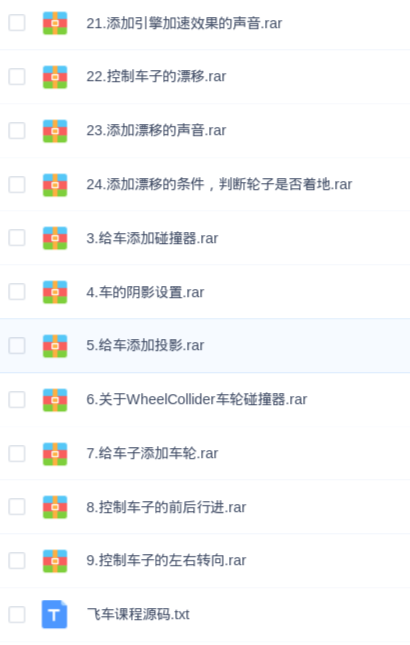 21.添加引擎加速效果的声音.rar
22.控制车子的漂移.rar
23.添加漂移的声音.rar
24.添加漂移的条件，判断轮子是否着地.rar
3.给车添加碰撞器.rar
4.车的阴影设置.rar
5.给车添加投影.rar
6.关于WheelCollider车轮碰撞器.rar
7.给车子添加车轮.rar
8.控制车子的前后行进.rar
9.控制车子的左右转向.rar
飞车课程源码.txt